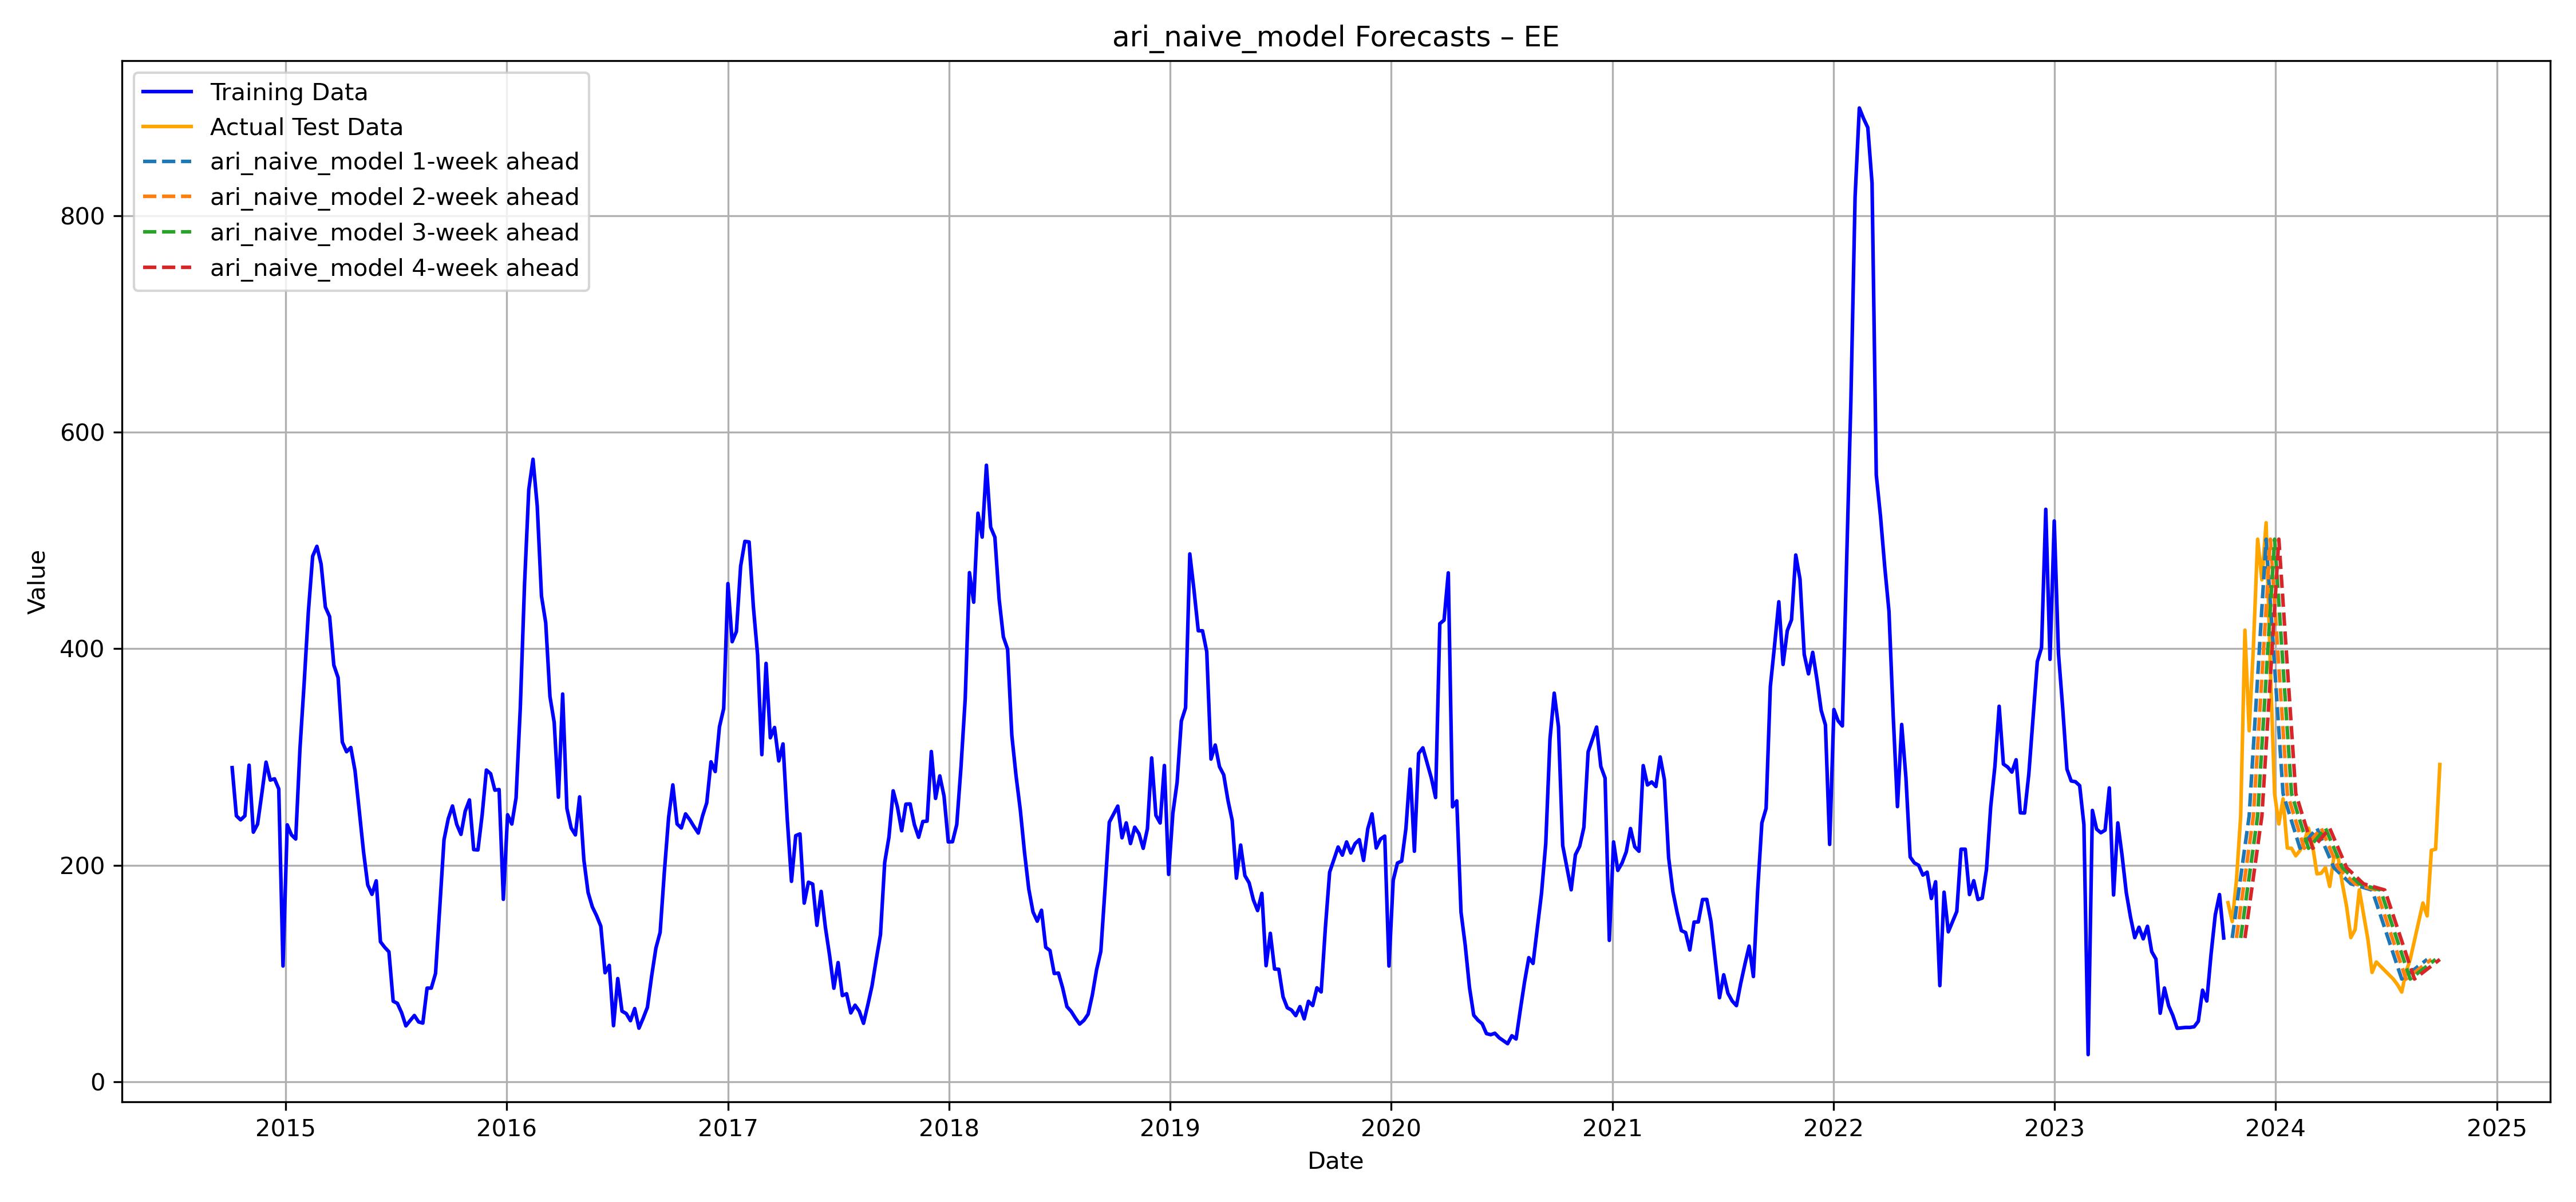 ari_naive_model Forecasts – EE
Training Data
Actual Test Data
ari_naive_model 1-week ahead
ari_naive_model 2-week ahead
ari_naive_model 3-week ahead
ari_naive_model 4-week ahead
Value
800
600
400
200
0
2015 2016 2017 2018 2019 2020 2021 2022 2023 2024 2025
Date